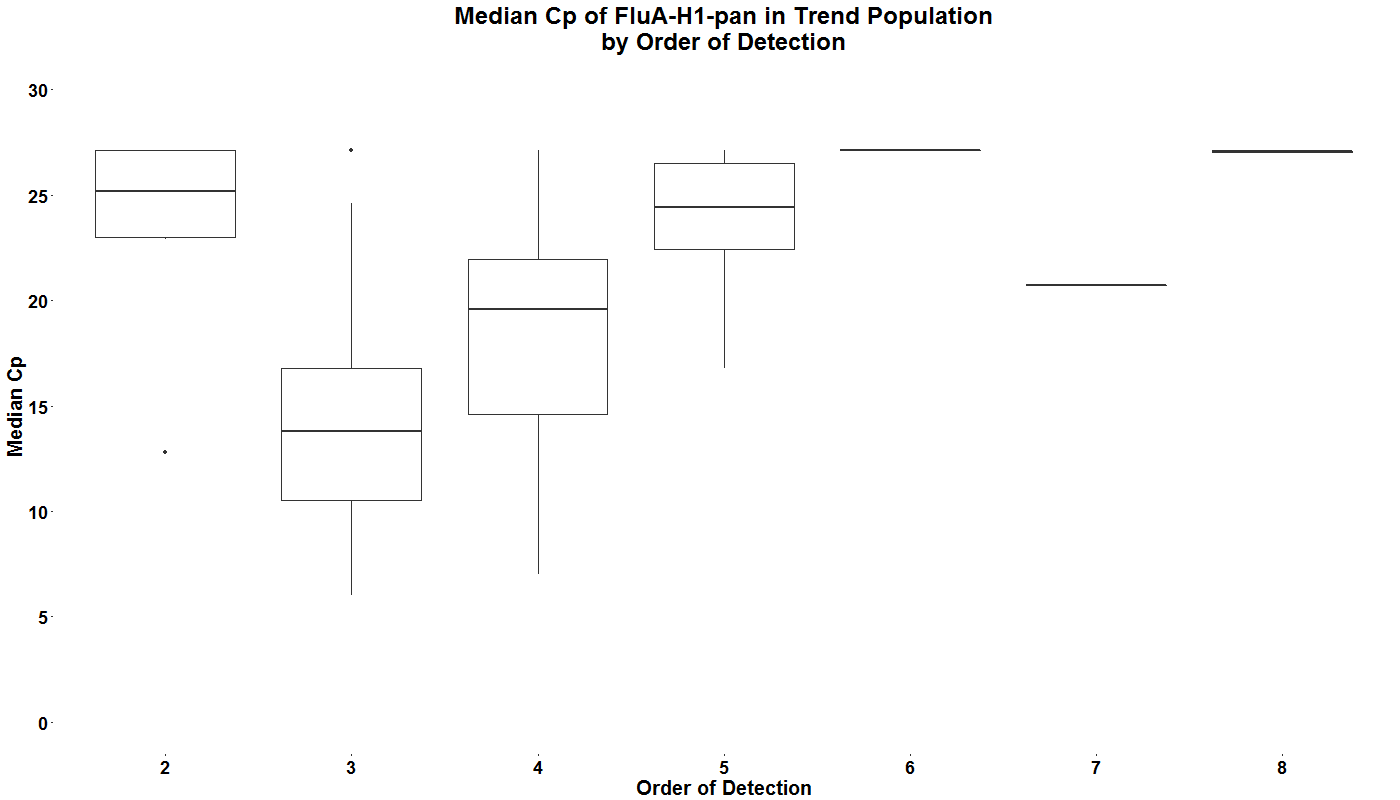 Median Cp of FluA-H1-pan in Trend Population
by Order of Detection
30
25
20
15
10
5
0
Median Cp
2 3 4 5 6 7 8
Order of Detection